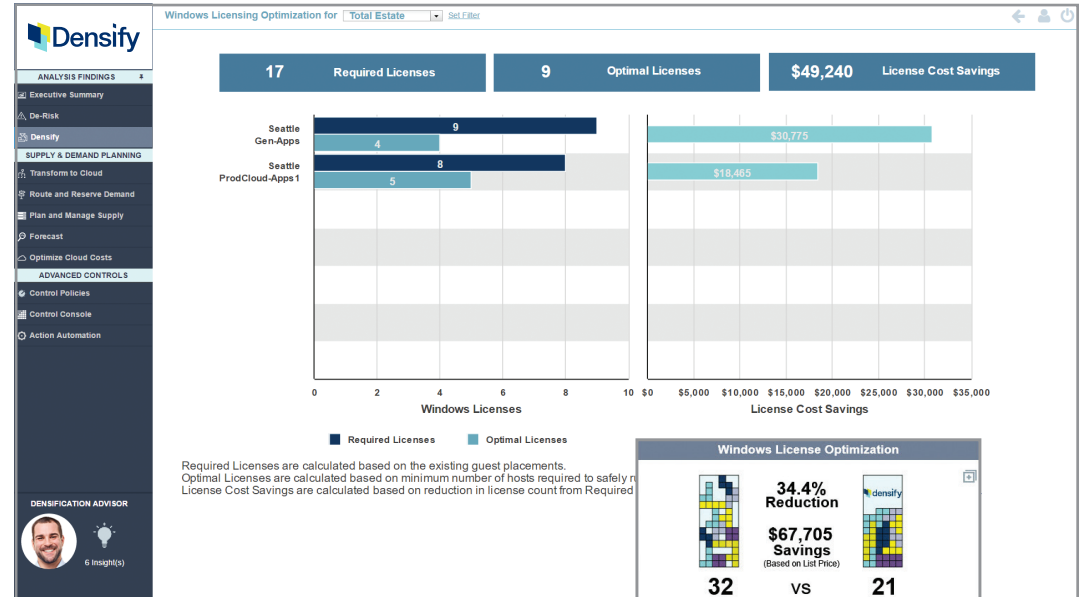 Densify
Windows Licensing Optimization for Total Estate Set Filter
ANALYSIS FINDINGS
Executive Summary
De-Risk
Densify
SUPPLY & DEMAND PLANNING
Transform to Cloud
Route and Reserve Demand
Plan and Manage Supply
Forecast
Optimize Cloud Costs
ADVANCED CONTROLS
Control Policies
Control Console
Action Automation
DENSIFICATION ADVISOR
6 Insight(s)
17 Required Licenses
9 Optimal Licenses
$49,240 License Cost Savings
Seattle
Gen-Apps
9
4
$30,775
Seattle
ProdCloud-Apps1
8
5
$18,465
0 2 4 6 8 10
Windows Licenses
$0 $5,000 $10,000 $15,000 $20,000 $25,000 $30,000 $35,000
License Cost Savings
Required Licenses Optimal Licenses
Required Licenses are calculated based on the existing guest placements.
Optimal Licenses are calculated based on minimum number of hosts required to safely
License Cost Savings are calculated based on reduction in license count from Required
Windows License Optimization
34.4%
Reduction
densify
$67,705
Savings
(Based on List Price)
32 vs 21